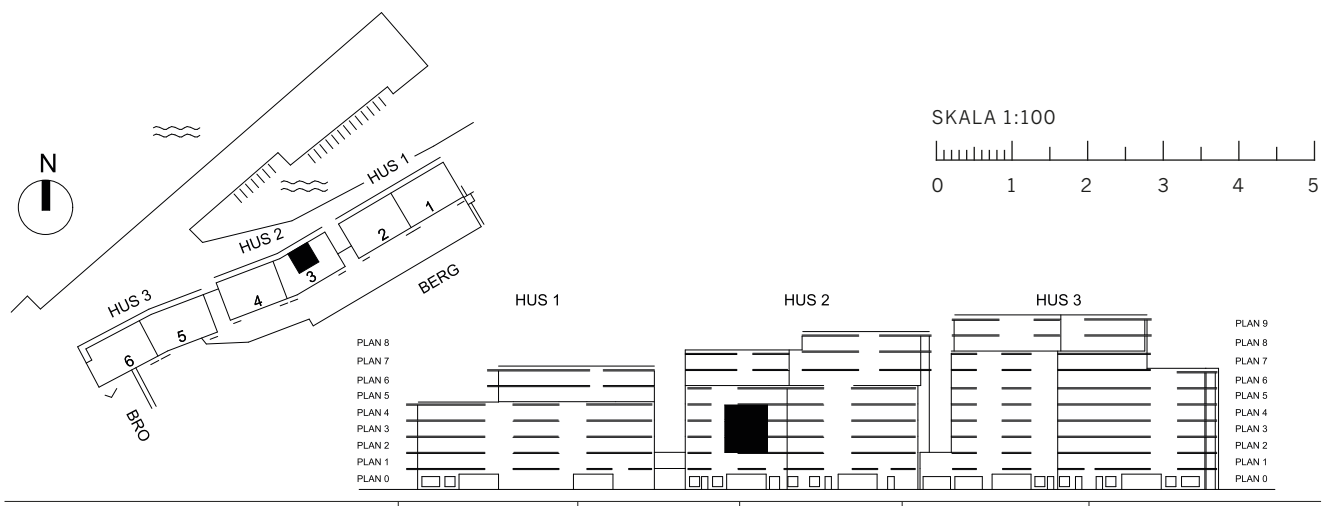 N
HUS 1
HUS 2
HUS 3
1
2
3
4
5
6
BERG
BRO
SKALA 1:100
0 1 2 3 4 5
HUS 1 HUS 2 HUS 3
PLAN 8
PLAN 7
PLAN 6
PLAN 5
PLAN 4
PLAN 3
PLAN 2
PLAN 1
PLAN 0
PLAN 9
PLAN 8
PLAN 7
PLAN 6
PLAN 5
PLAN 4
PLAN 3
PLAN 2
PLAN 1
PLAN 0